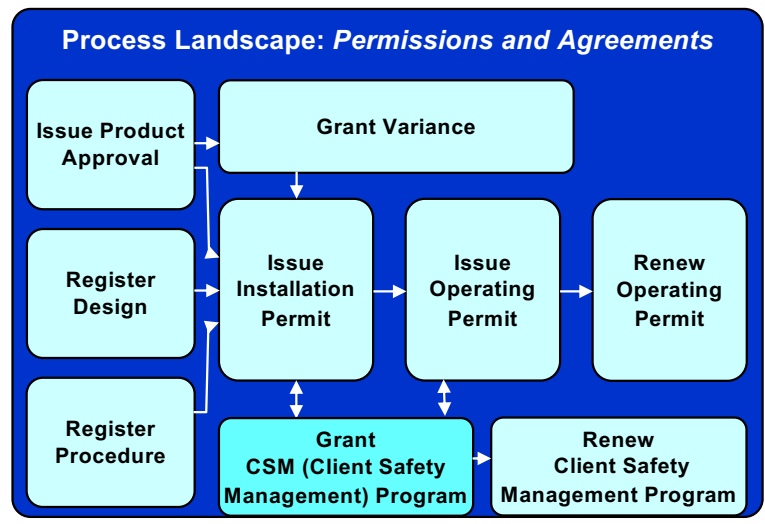 Process Landscape: Permissions and Agreements
Issue Product
Approval
Grant Variance
Register
Design
Issue
Installation
Permit
Issue
Operating
Permit
Renew
Operating
Permit
Register
Procedure
Grant
CSM (Client Safety
Management) Program
Renew
Client Safety
Management Program